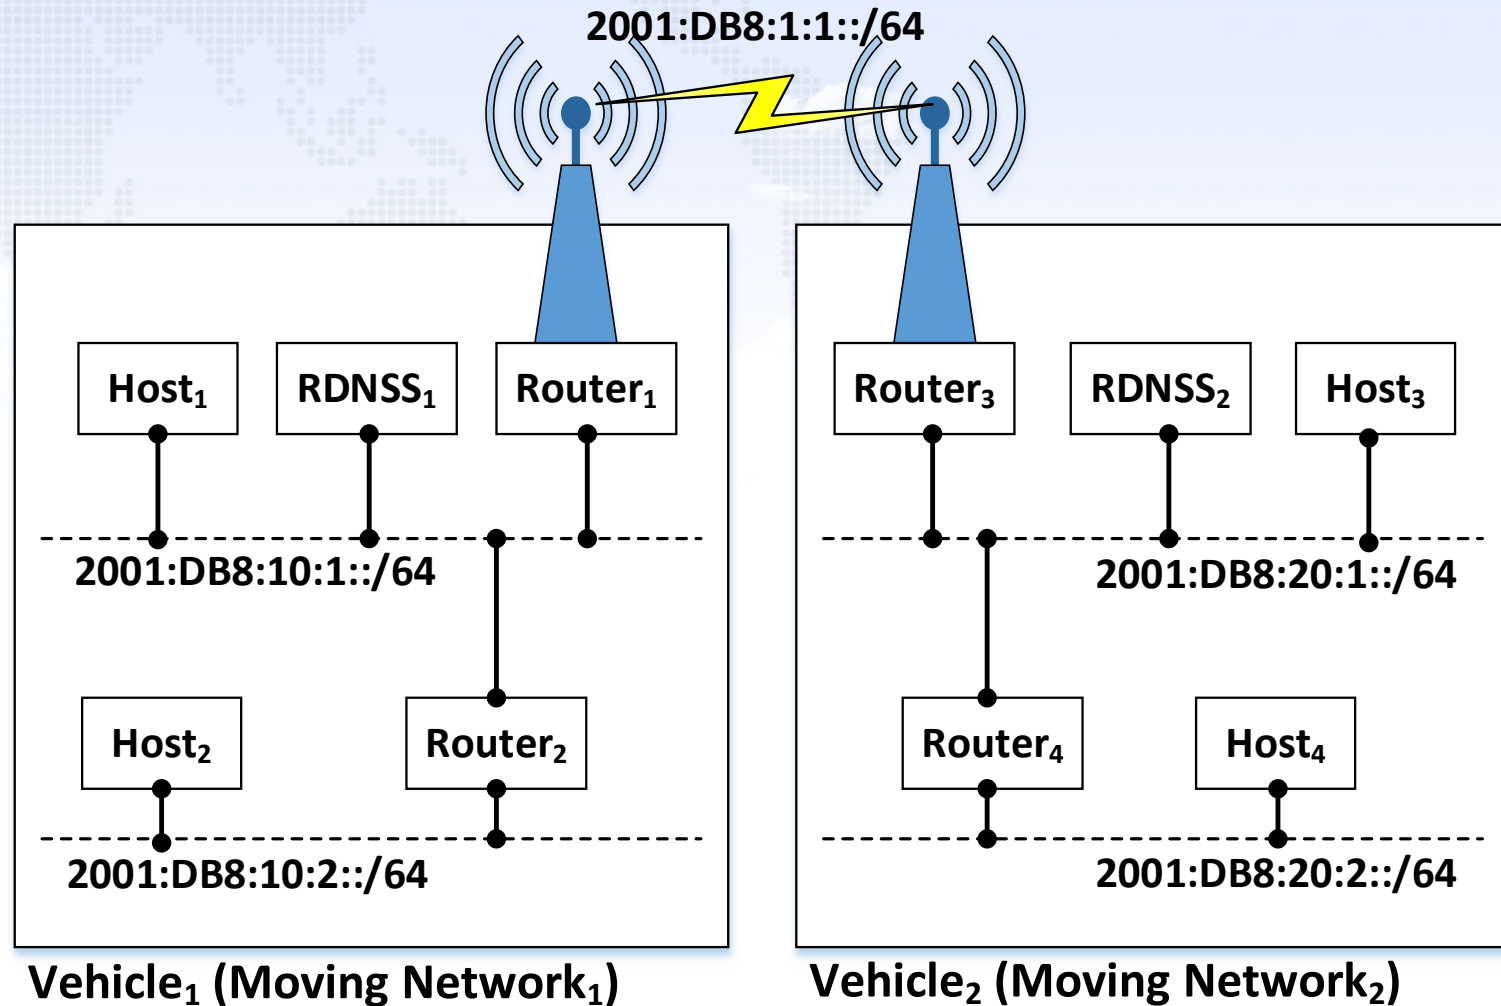 2001:DB8:1:1::/64
Host₁ RDNSS₁ Router₁
Router₃ RDNSS₂ Host₃
2001:DB8:10:1::/64
2001:DB8:20:1::/64
Host₂ Router₂
Router₄ Host₄
2001:DB8:10:2::/64
2001:DB8:20:2::/64
Vehicle₁ (Moving Network₁)
Vehicle₂ (Moving Network₂)